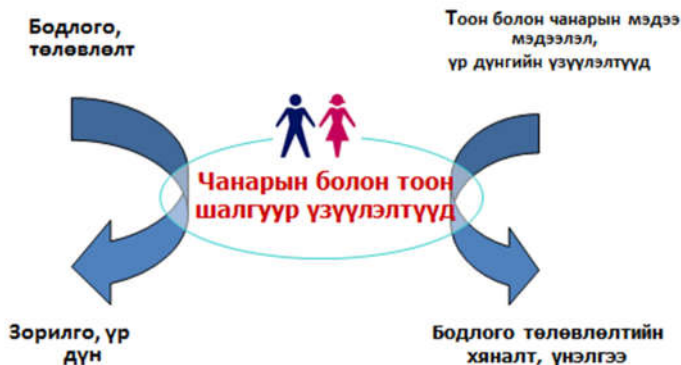 Бодлого,
төлөвлөлт
Тоон болон чанарын мэдээ
мэдээлэл,
үр дүнгийн үзүүлэлтүүд
Чанарын болон тоон
шалгуур үзүүлэлтүүд
Зорилго, үр
дүн
Бодлого төлөвлөлтийн
хяналт, үнэлгээ